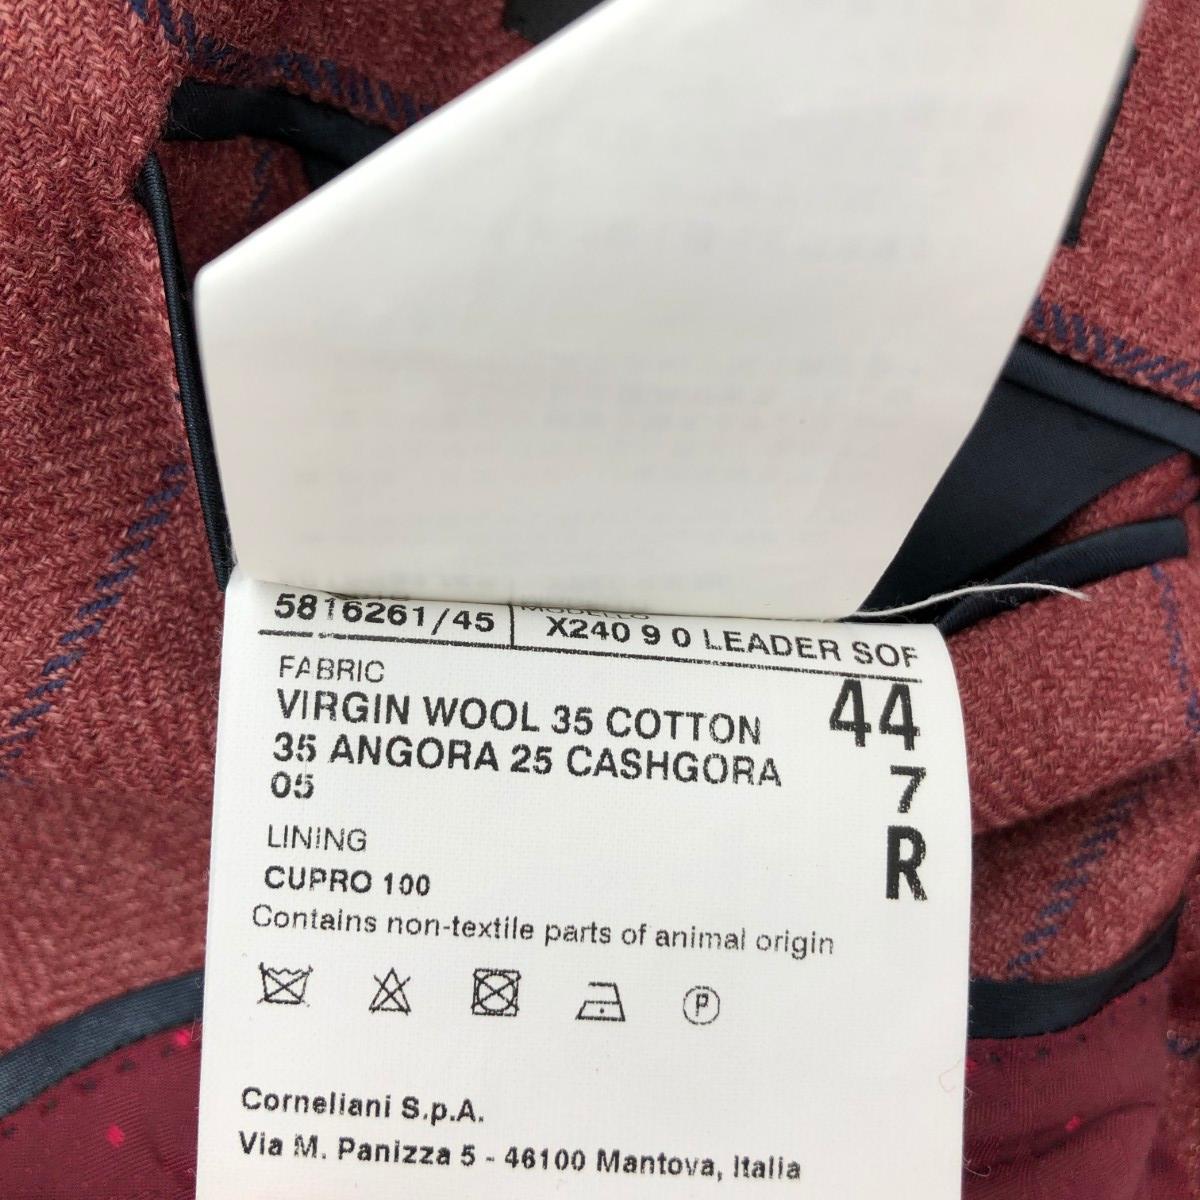 5816261/45 X240 9 0 LEADER SOF
FABRIC
VIRGIN WOOL 35 COTTON
35 ANGORA 25 CASHGORA
05
44
7
R
LINING
CUPRO 100
Contains non-textile parts of animal origin
P
Corneliani S.p.A.
Via M. Panizza 5 - 46100 Mantova, Italia